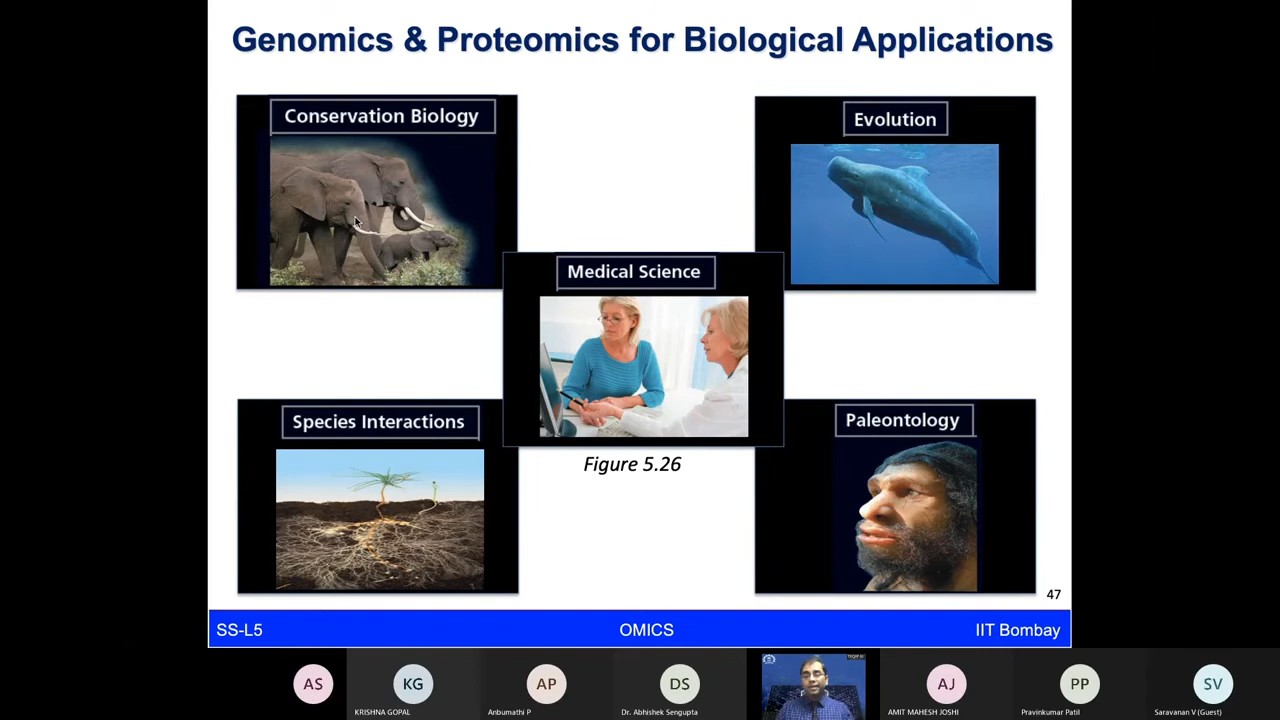 Genomics & Proteomics for Biological Applications
Conservation Biology
Evolution
Medical Science
Species Interactions
Paleontology
Figure 5.26
47
SS-L5
OMICS
IIT Bombay
AS
KG
AP
DS
AJ
PP
SV
KRISHNA GOPAL
Anbumathi P
Dr. Abhishek Sengupta
AMIT MAHESH JOSHI
Pravinkumar Patil
Saravanan V (Guest)